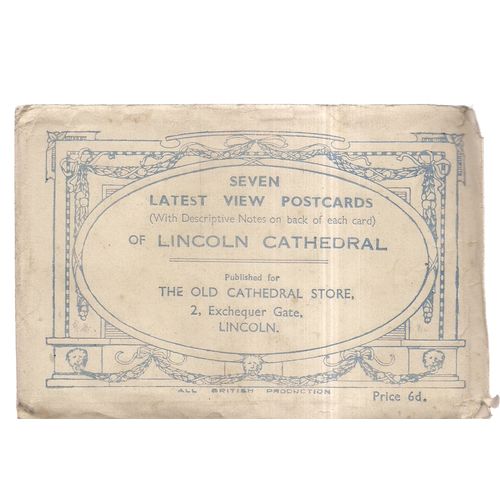 SEVEN
LATEST VIEW POSTCARDS
(With Descriptive Notes on back of each card)
OF LINCOLN CATHEDRAL
Published for
THE OLD CATHEDRAL STORE,
2, Exchequer Gate,
LINCOLN.
ALL BRITISH PRODUCTION
Price 6d.